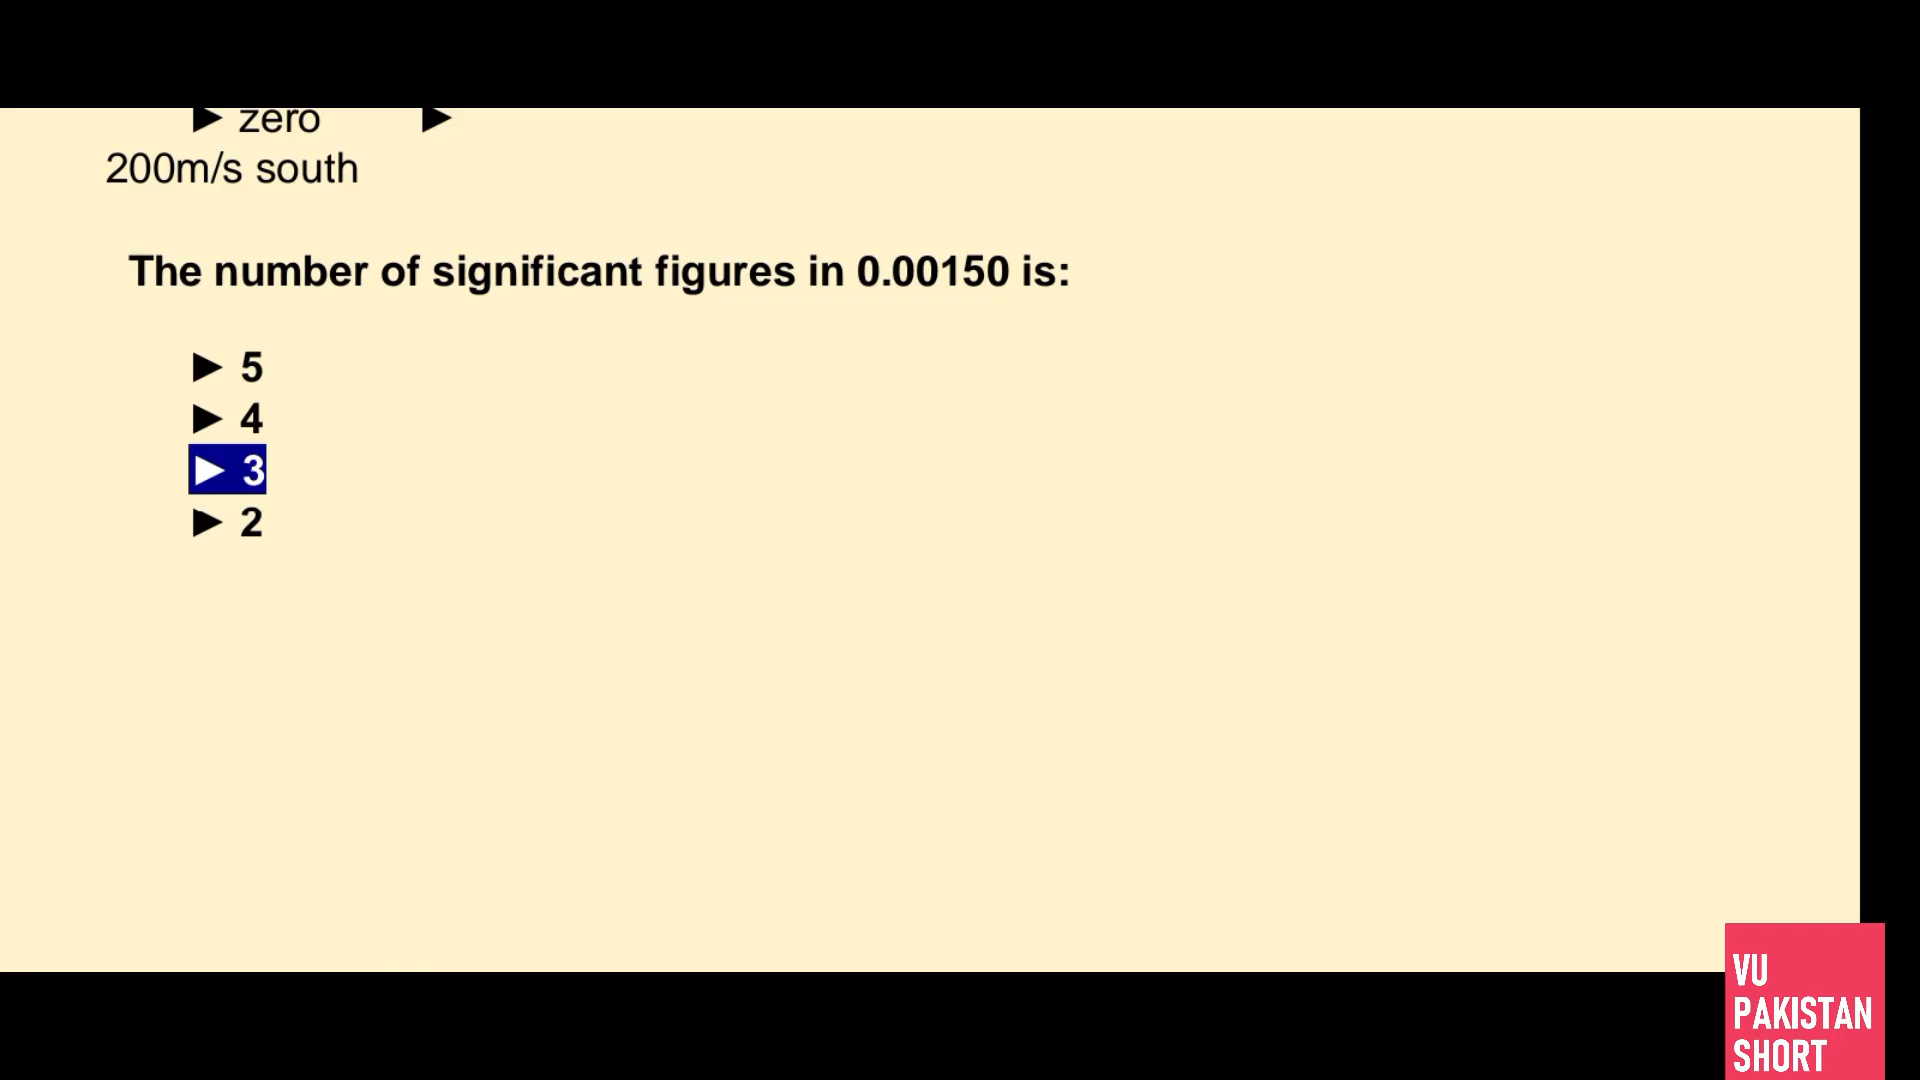 ► zero ►
200m/s south
The number of significant figures in 0.00150 is:
► 5
► 4
► 3
► 2
VU
PAKISTAN
SHORT